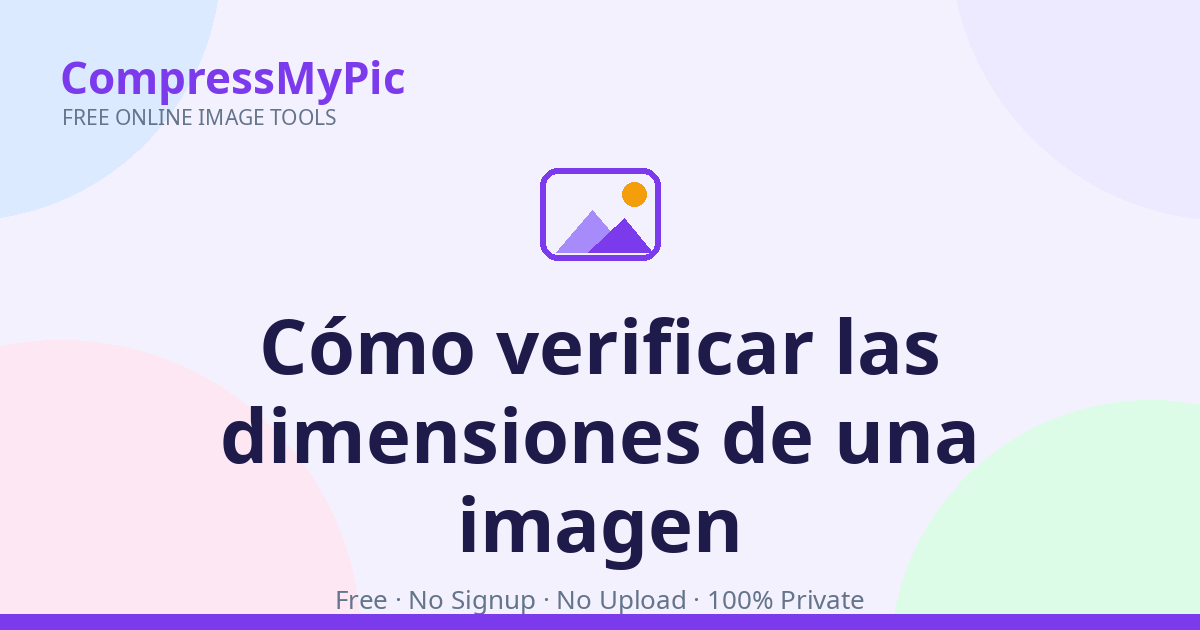 CompressMyPic
FREE ONLINE IMAGE TOOLS
Cómo verificar las
dimensiones de una
imagen
Free · No Signup · No Upload · 100% Private